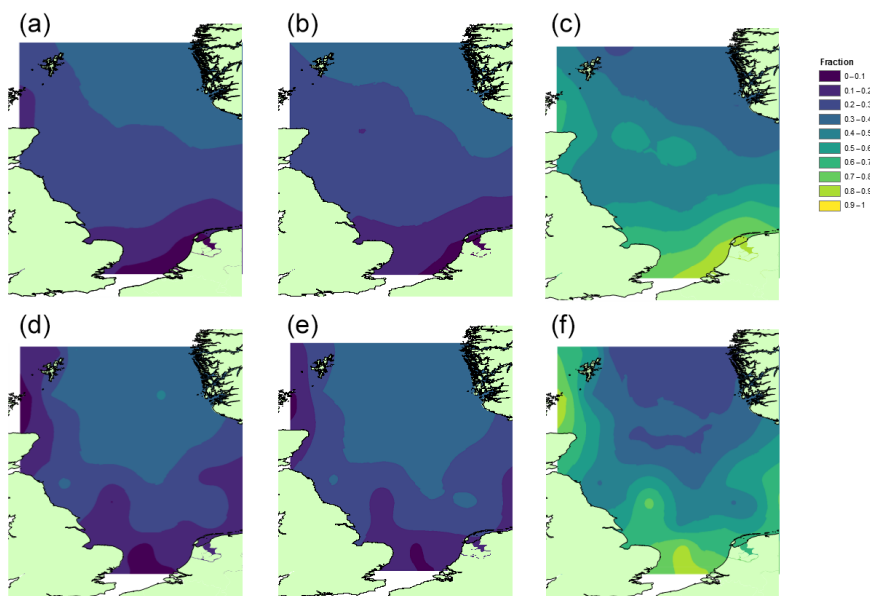 (a)
(b)
(c)
Fraction
0 – 0.1
0.1 – 0.2
0.2 – 0.3
0.3 – 0.4
0.4 – 0.5
0.5 – 0.6
0.6 – 0.7
0.7 – 0.8
0.8 – 0.9
0.9 – 1
(d)
(e)
(f)